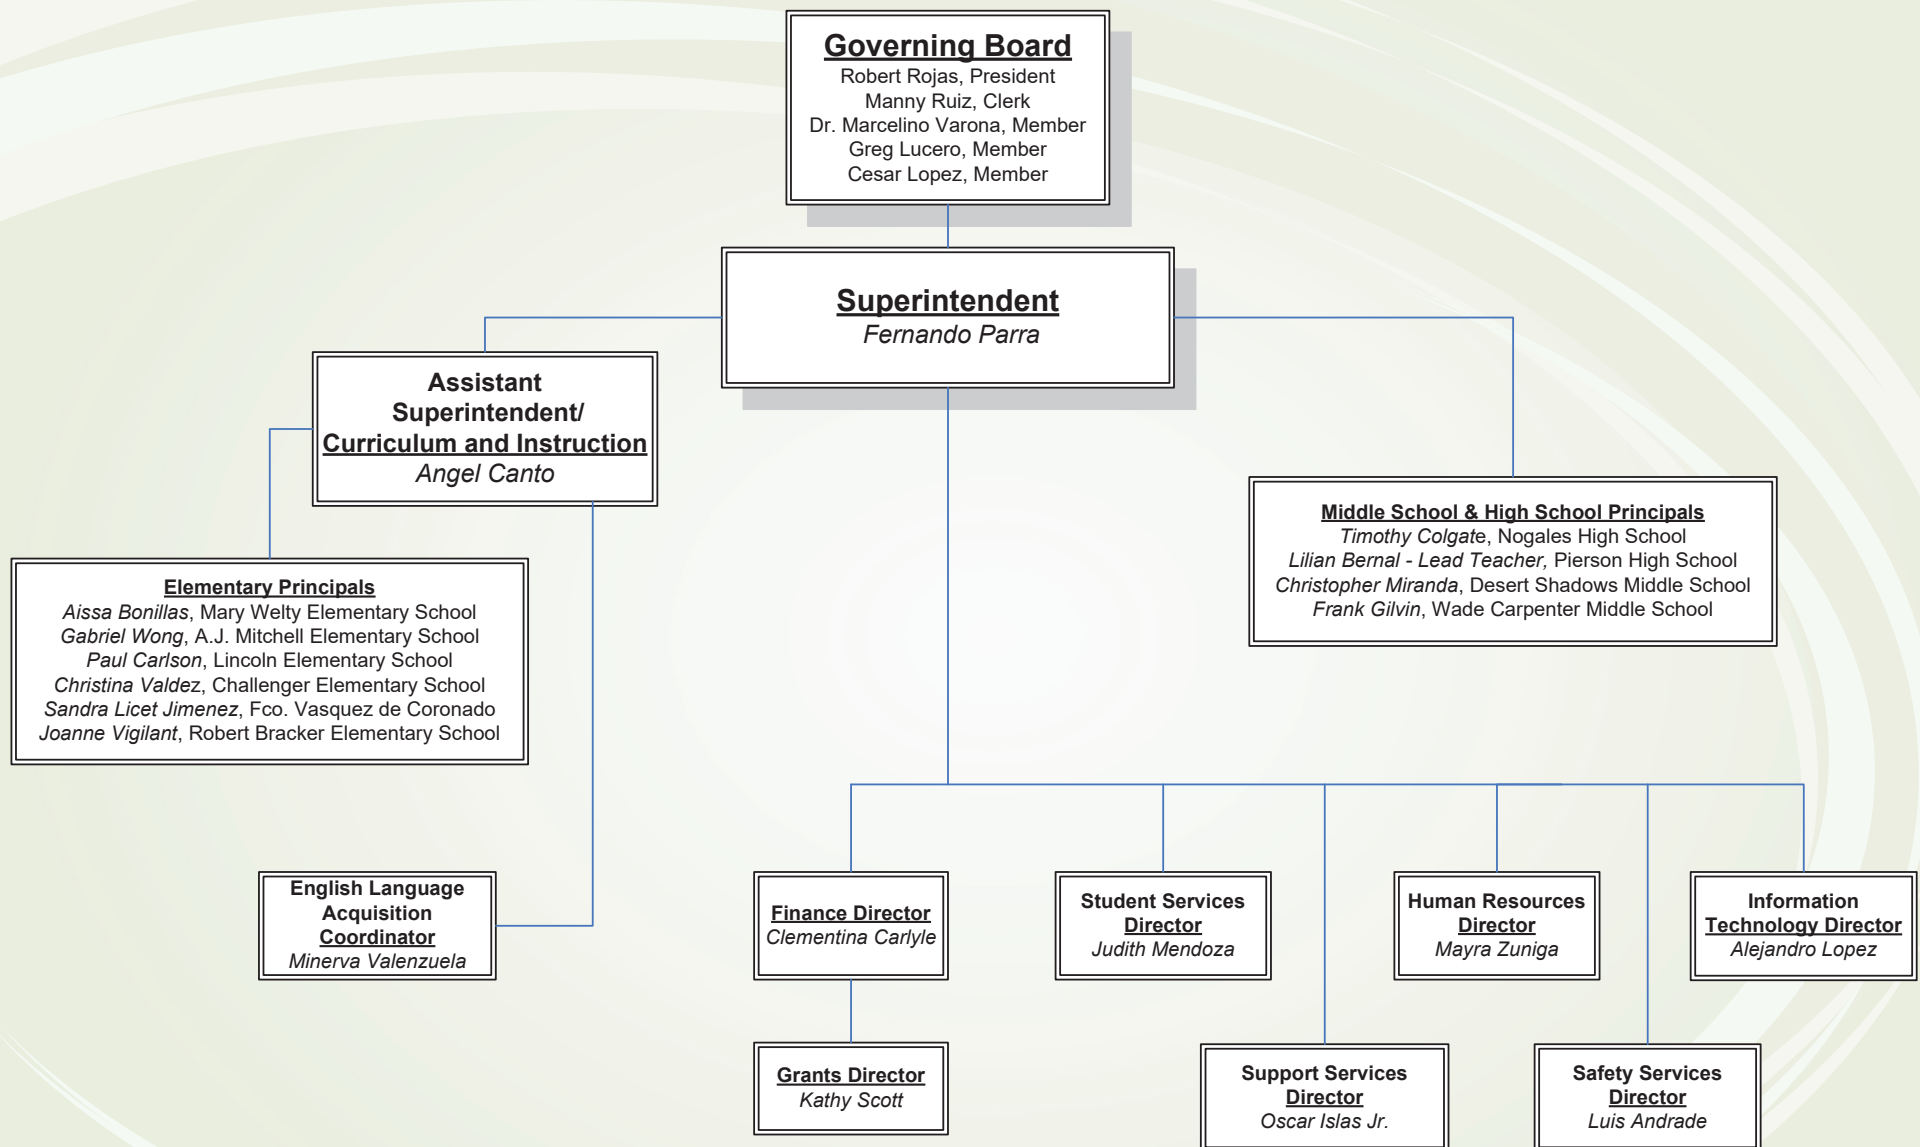 Governing Board
Robert Rojas, President
Manny Ruiz, Clerk
Dr. Marcelino Varona, Member
Greg Lucero, Member
Cesar Lopez, Member
Superintendent
Fernando Parra
Assistant
Superintendent/
Curriculum and Instruction
Angel Canto
Middle School & High School Principals
Timothy Colgate, Nogales High School
Lilian Bernal - Lead Teacher, Pierson High School
Christopher Miranda, Desert Shadows Middle School
Frank Gilvin, Wade Carpenter Middle School
Elementary Principals
Aissa Bonillas, Mary Welty Elementary School
Gabriel Wong, A.J. Mitchell Elementary School
Paul Carlson, Lincoln Elementary School
Christina Valdez, Challenger Elementary School
Sandra Licet Jimenez, Fco. Vasquez de Coronado
Joanne Vigilant, Robert Bracker Elementary School
English Language
Acquisition
Coordinator
Minerva Valenzuela
Finance Director
Clementina Carlyle
Student Services
Director
Judith Mendoza
Human Resources
Director
Mayra Zuniga
Information
Technology Director
Alejandro Lopez
Grants Director
Kathy Scott
Support Services
Director
Oscar Islas Jr.
Safety Services
Director
Luis Andrade